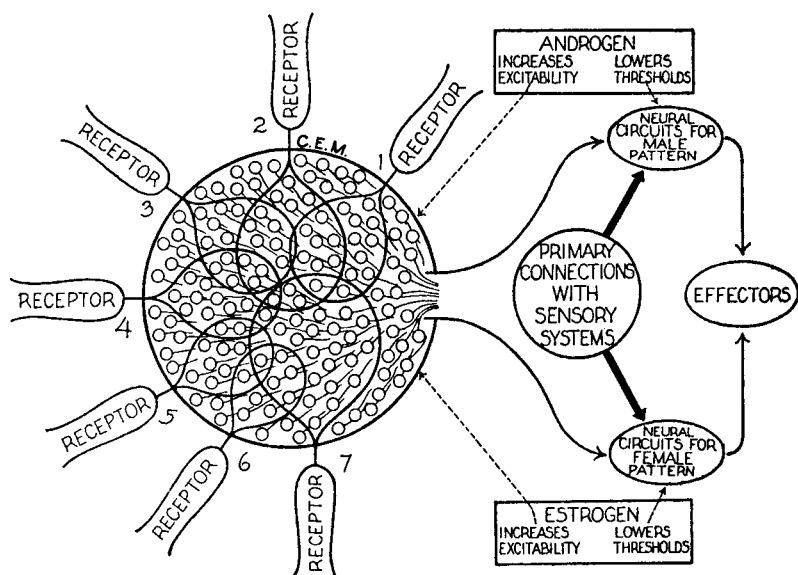 RECEPTOR
1
RECEPTOR
2
RECEPTOR
3
RECEPTOR
4
RECEPTOR
5
RECEPTOR
6
RECEPTOR
7
C.E.M.
ANDROGEN
INCREASES
EXCITABILITY
LOWERS
THRESHOLDS
NEURAL
CIRCUITS FOR
MALE
PATTERN
PRIMARY
CONNECTIONS
WITH
SENSORY
SYSTEMS
EFFECTORS
NEURAL
CIRCUITS FOR
FEMALE
PATTERN
ESTROGEN
INCREASES
EXCITABILITY
LOWERS
THRESHOLDS